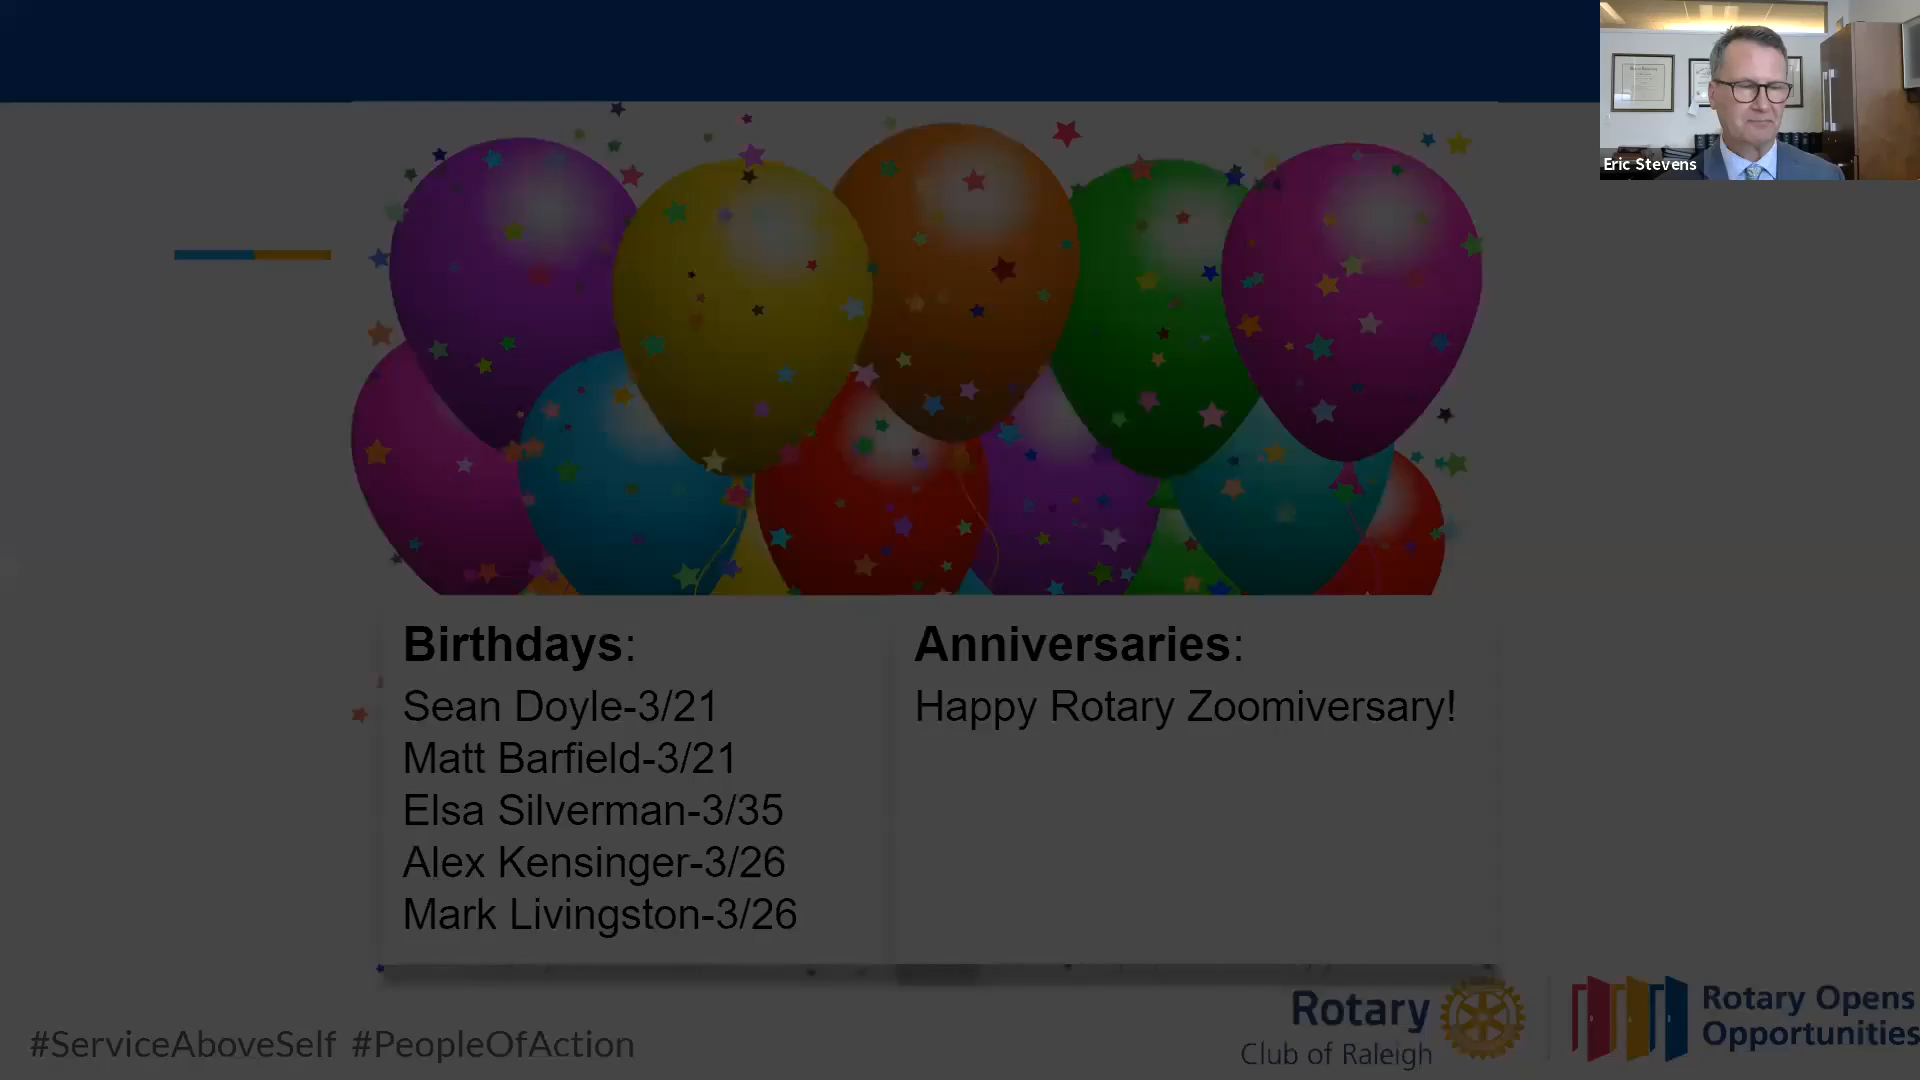 Eric Stevens
Birthdays:
Sean Doyle-3/21
Matt Barfield-3/21
Elsa Silverman-3/35
Alex Kensinger-3/26
Mark Livingston-3/26
Anniversaries:
Happy Rotary Zoomiversary!
#ServiceAboveSelf #PeopleOfAction
Rotary
Club of Raleigh
Rotary Opens
Opportunities